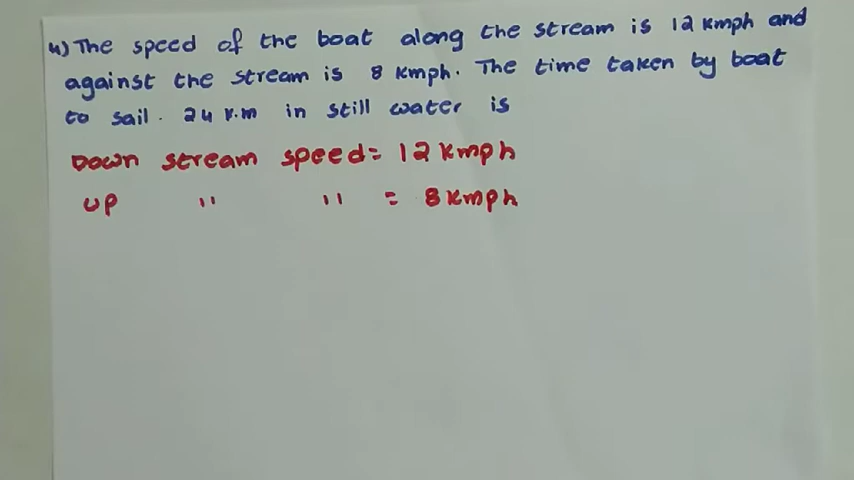 4) The speed of the boat along the stream is 12 kmph and
against the stream is 8 kmph. The time taken by boat
to sail. 24 K.m in still water is
Down stream speed = 12 kmph
UP " " = 8 kmph